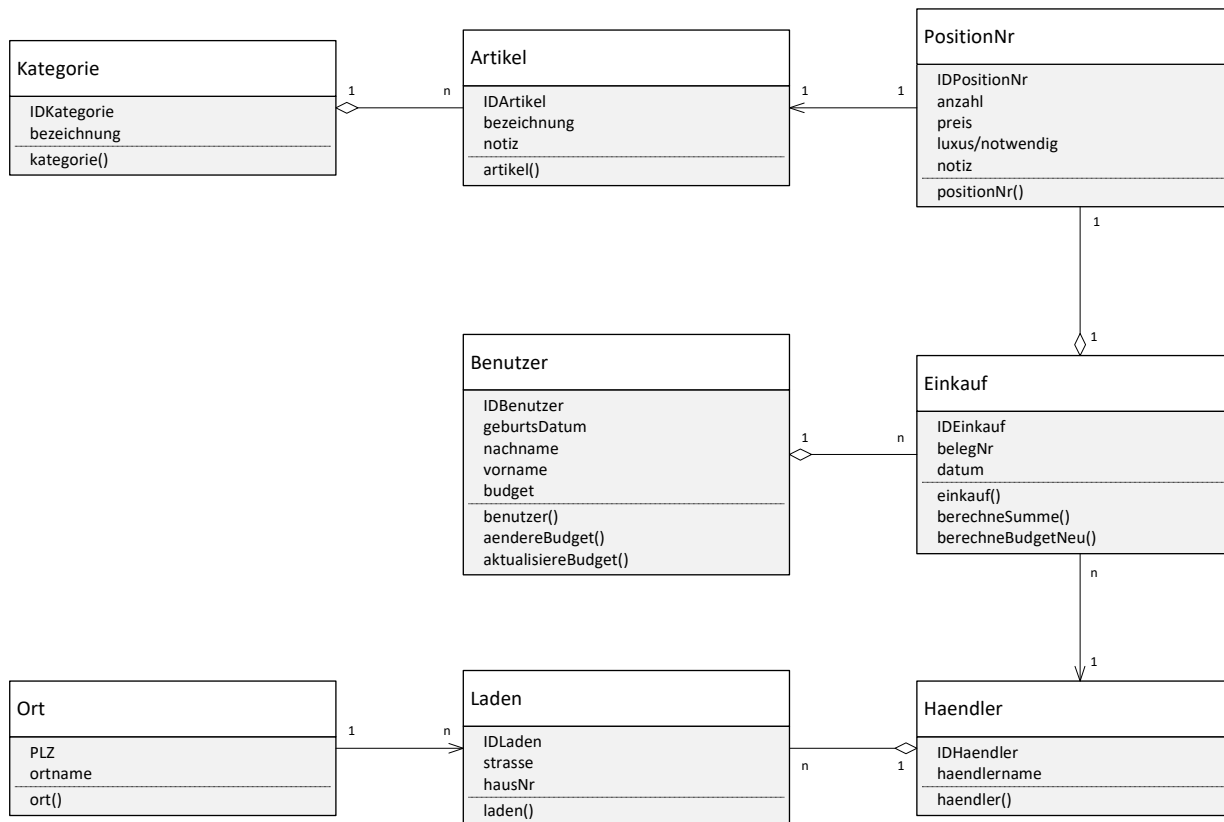 Kategorie
IDKategorie
bezeichnung
kategorie()
1
n
Artikel
IDArtikel
bezeichnung
notiz
artikel()
1
1
PositionNr
IDPositionNr
anzahl
preis
luxus/notwendig
notiz
positionNr()
1
1
Benutzer
IDBenutzer
geburtsDatum
nachname
vorname
budget
benutzer()
aendereBudget()
aktualisiereBudget()
1
n
Einkauf
IDEinkauf
belegNr
datum
einkauf()
berechneSumme()
berechneBudgetNeu()
n
1
Ort
PLZ
ortname
ort()
1
n
Laden
IDLaden
strasse
hausNr
laden()
n
1
Haendler
IDHaendler
haendlername
haendler()